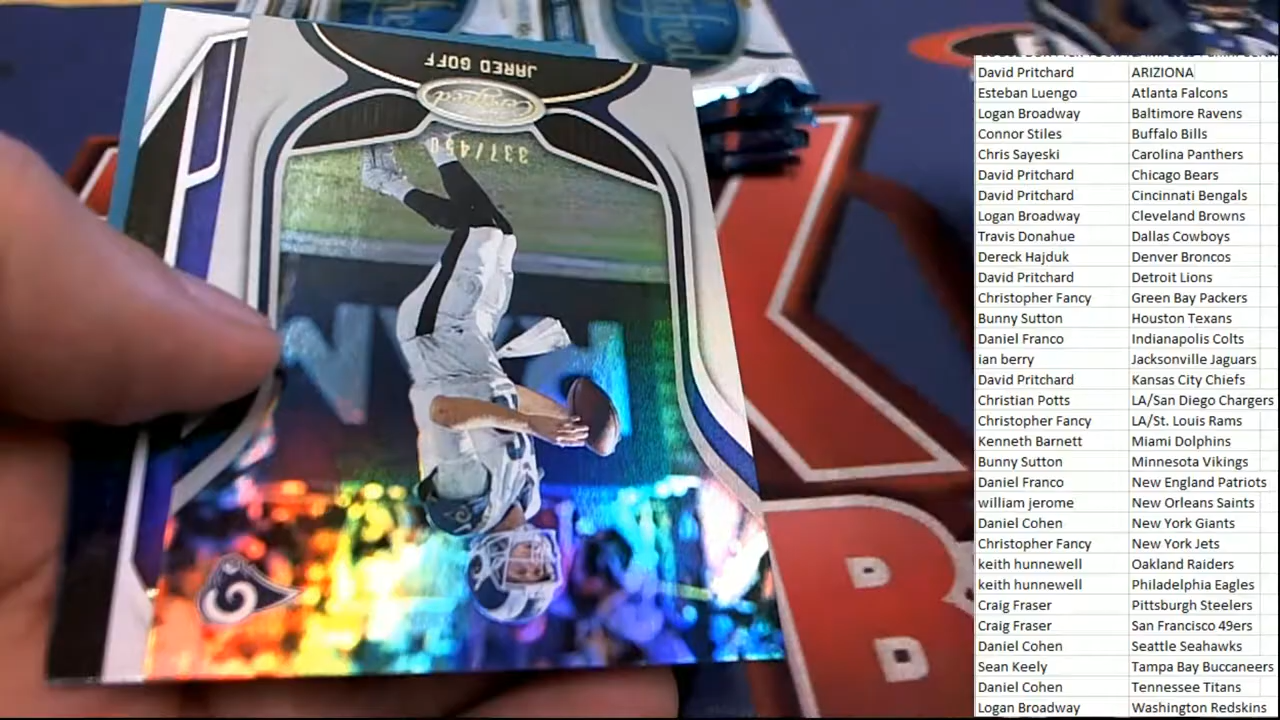 JARED GOFF
Certified
337/450
David Pritchard ARIZIONA
Esteban Luengo Atlanta Falcons
Logan Broadway Baltimore Ravens
Connor Stiles Buffalo Bills
Chris Sayeski Carolina Panthers
David Pritchard Chicago Bears
David Pritchard Cincinnati Bengals
Logan Broadway Cleveland Browns
Travis Donahue Dallas Cowboys
Dereck Hajduk Denver Broncos
David Pritchard Detroit Lions
Christopher Fancy Green Bay Packers
Bunny Sutton Houston Texans
Daniel Franco Indianapolis Colts
ian berry Jacksonville Jaguars
David Pritchard Kansas City Chiefs
Christian Potts LA/San Diego Chargers
Christopher Fancy LA/St. Louis Rams
Kenneth Barnett Miami Dolphins
Bunny Sutton Minnesota Vikings
Daniel Franco New England Patriots
william jerome New Orleans Saints
Daniel Cohen New York Giants
Christopher Fancy New York Jets
keith hunnewell Oakland Raiders
keith hunnewell Philadelphia Eagles
Craig Fraser Pittsburgh Steelers
Craig Fraser San Francisco 49ers
Daniel Cohen Seattle Seahawks
Sean Keely Tampa Bay Buccaneers
Daniel Cohen Tennessee Titans
Logan Broadway Washington Redskins